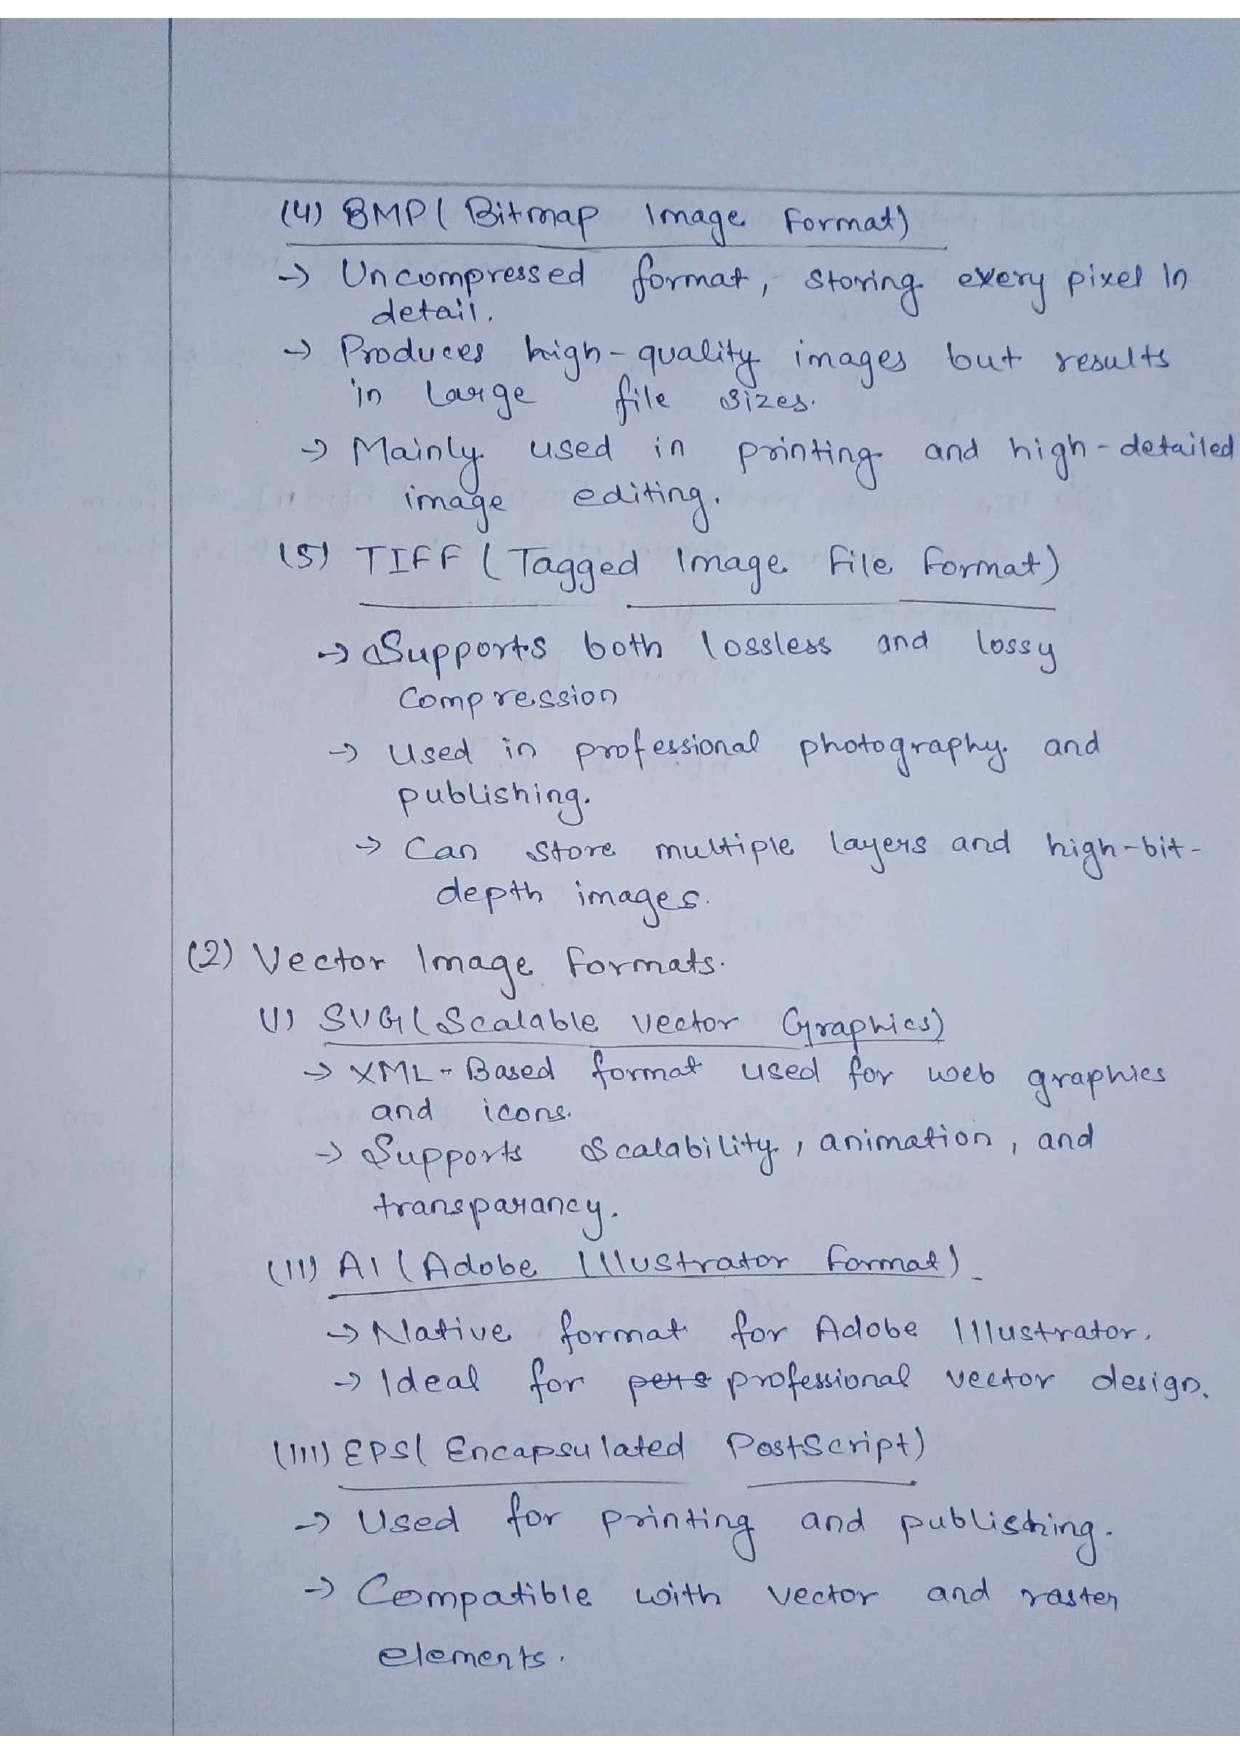 (4) BMP ( Bitmap Image Format)
→ Uncompressed format, storing every pixel in
detail.
→ Produces high-quality images but results
in large file sizes.
→ Mainly used in printing and high-detailed
image editing.
(5) TIFF ( Tagged Image File Format)
→ Supports both lossless and lossy
compression
→ Used in professional photography and
publishing.
→ Can store multiple layers and high-bit-
depth images.
(2) Vector Image Formats.
(I) SVG ( Scalable Vector Graphics)
→ XML-Based format used for web graphics
and icons.
→ Supports Scalability, animation, and
transparancy.
(II) AI ( Adobe Illustrator Format)
→ Native format for Adobe Illustrator.
→ Ideal for pers professional vector design.
(III) EPS ( Encapsulated PostScript)
→ Used for printing and publishing.
→ Compatible with vector and raster
elements.